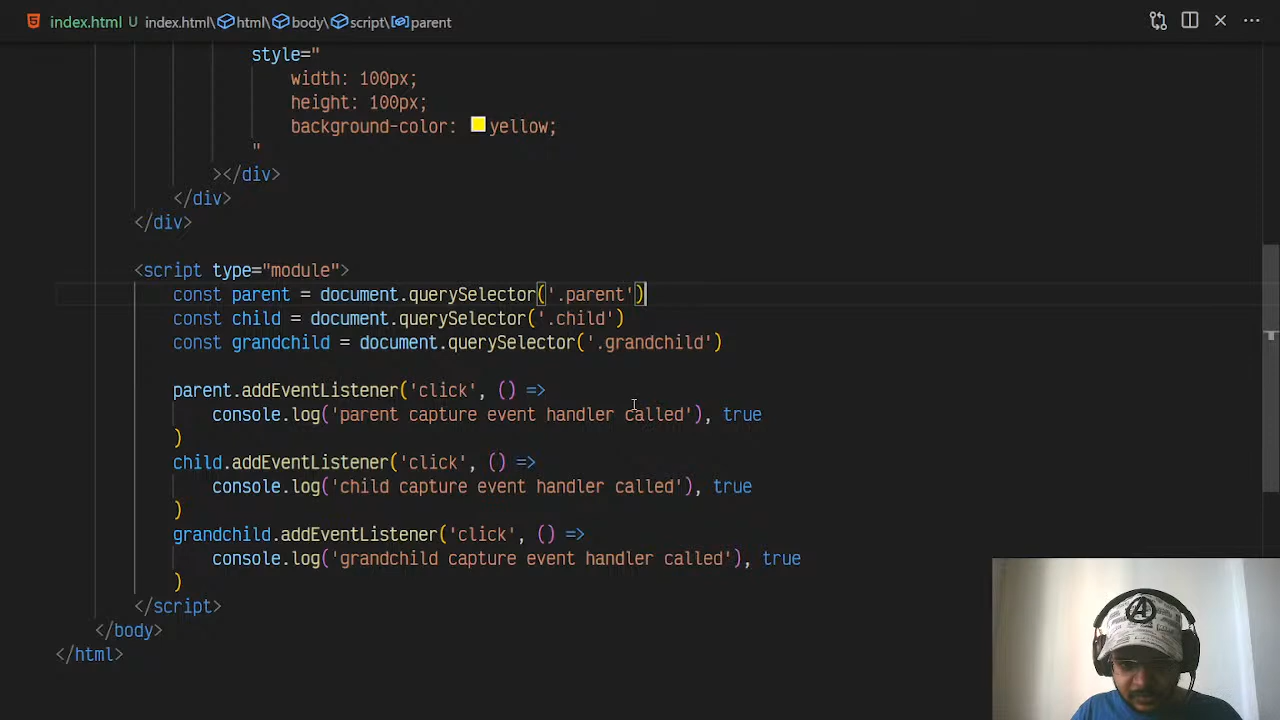 index.html U index.html\html\body\script\parent
style="
width: 100px;
height: 100px;
background-color: yellow;
"
></div>
</div>
</div>
<script type="module">
const parent = document.querySelector('.parent')
const child = document.querySelector('.child')
const grandchild = document.querySelector('.grandchild')
parent.addEventListener('click', () =>
console.log('parent capture event handler called'), true
)
child.addEventListener('click', () =>
console.log('child capture event handler called'), true
)
grandchild.addEventListener('click', () =>
console.log('grandchild capture event handler called'), true
)
</script>
</body>
</html>